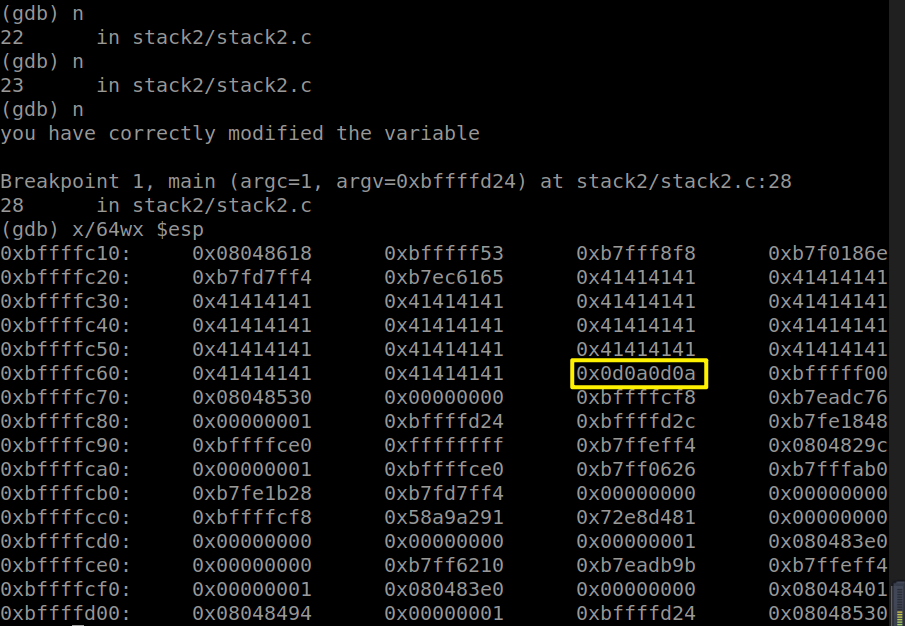 (gdb) n
22      in stack2/stack2.c
(gdb) n
23      in stack2/stack2.c
(gdb) n
you have correctly modified the variable
Breakpoint 1, main (argc=1, argv=0xbffffd24) at stack2/stack2.c:28
28      in stack2/stack2.c
(gdb) x/64wx $esp
0xbffffc10:     0x08048618      0xbfffff53      0xb7fff8f8      0xb7f0186e
0xbffffc20:     0xb7fd7ff4      0xb7ec6165      0x41414141      0x41414141
0xbffffc30:     0x41414141      0x41414141      0x41414141      0x41414141
0xbffffc40:     0x41414141      0x41414141      0x41414141      0x41414141
0xbffffc50:     0x41414141      0x41414141      0x41414141      0x41414141
0xbffffc60:     0x41414141      0x41414141      0x0d0a0d0a      0xbfffff00
0xbffffc70:     0x08048530      0x00000000      0xbffffcf8      0xb7eadc76
0xbffffc80:     0x00000001      0xbffffd24      0xbffffd2c      0xb7fe1848
0xbffffc90:     0xbffffce0      0xffffffff      0xb7ffeff4      0x0804829c
0xbffffca0:     0x00000001      0xbffffce0      0xb7ff0626      0xb7fffab0
0xbffffcb0:     0xb7fe1b28      0xb7fd7ff4      0x00000000      0x00000000
0xbffffcc0:     0xbffffcf8      0x58a9a291      0x72e8d481      0x00000000
0xbffffcd0:     0x00000000      0x00000000      0x00000001      0x080483e0
0xbffffce0:     0x00000000      0xb7ff6210      0xb7eadb9b      0xb7ffeff4
0xbffffcf0:     0x00000001      0x080483e0      0x00000000      0x08048401
0xbffffd00:     0x08048494      0x00000001      0xbffffd24      0x08048530